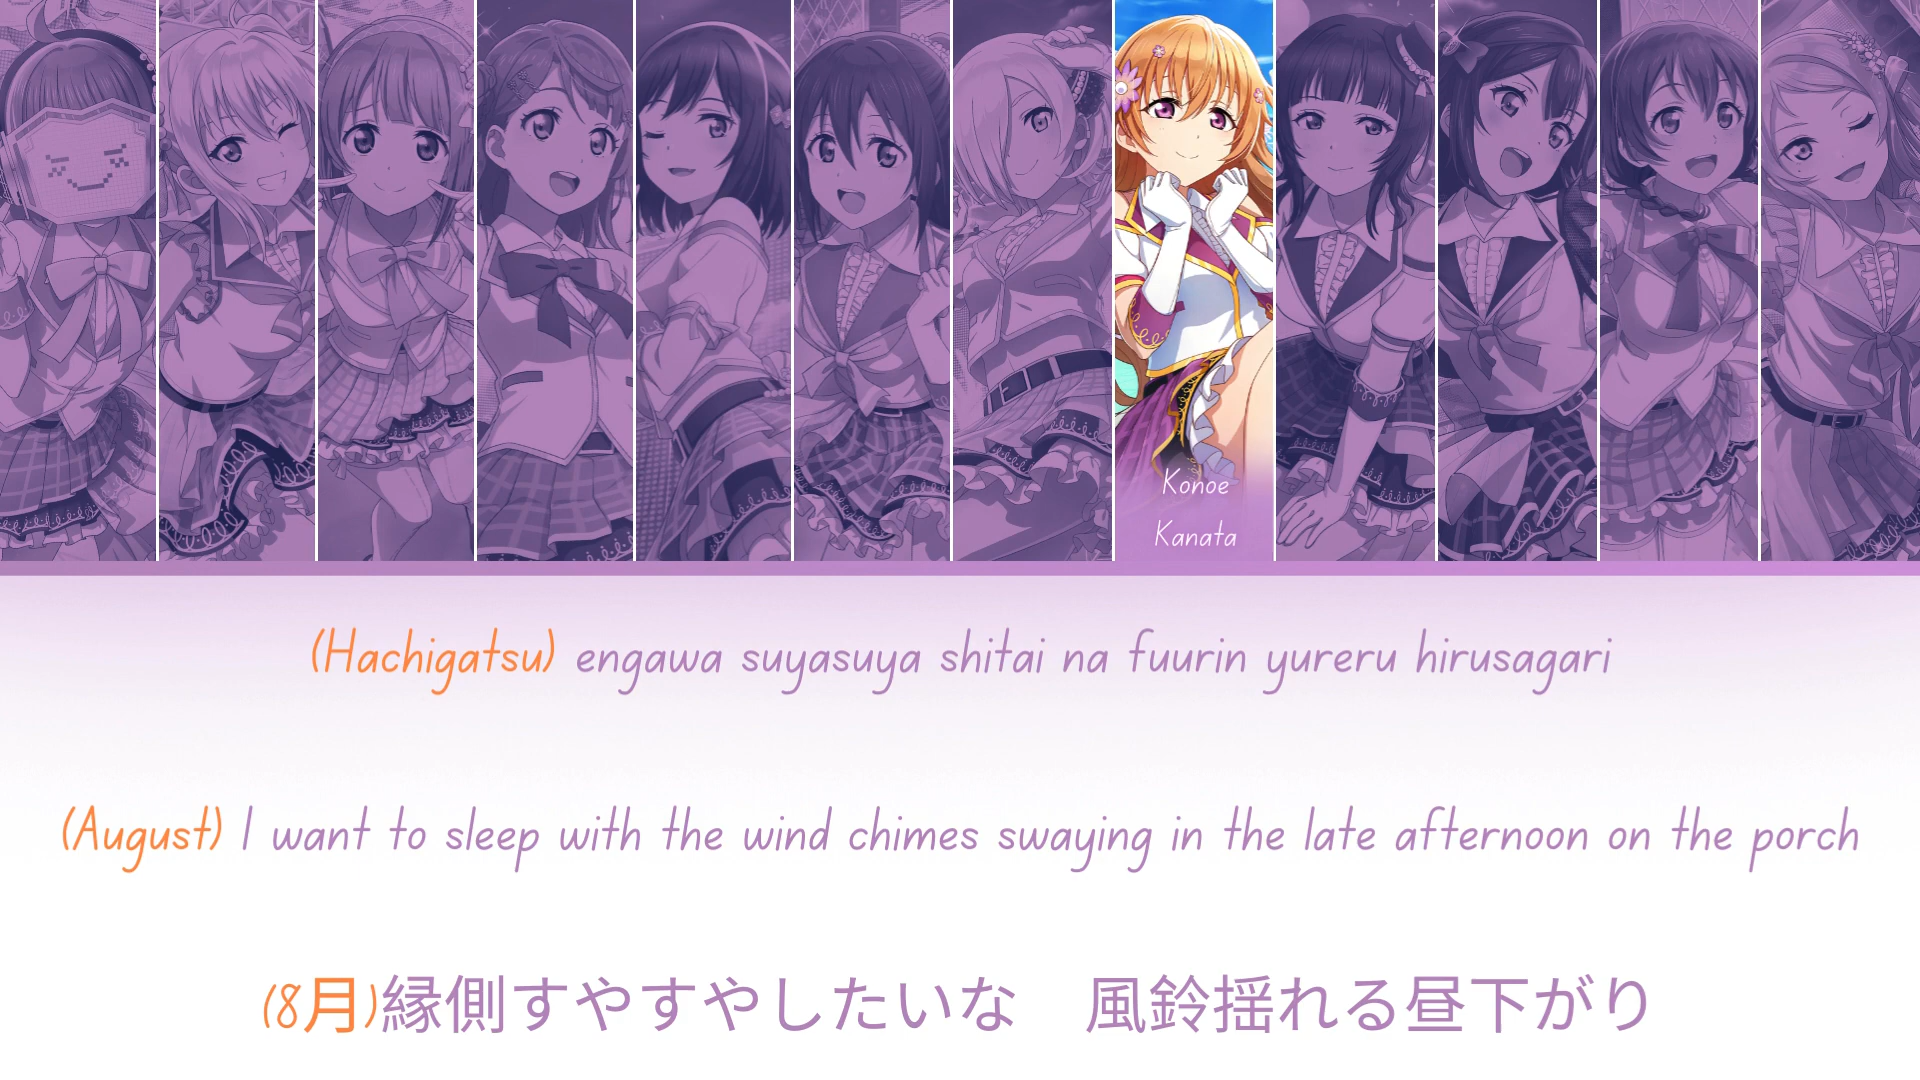 Konoe
Kanata
(Hachigatsu) engawa suyasuya shitai na fuurin yureru hirusagari
(August) I want to sleep with the wind chimes swaying in the late afternoon on the porch
(8月)縁側すやすやしたいな　風鈴揺れる昼下がり